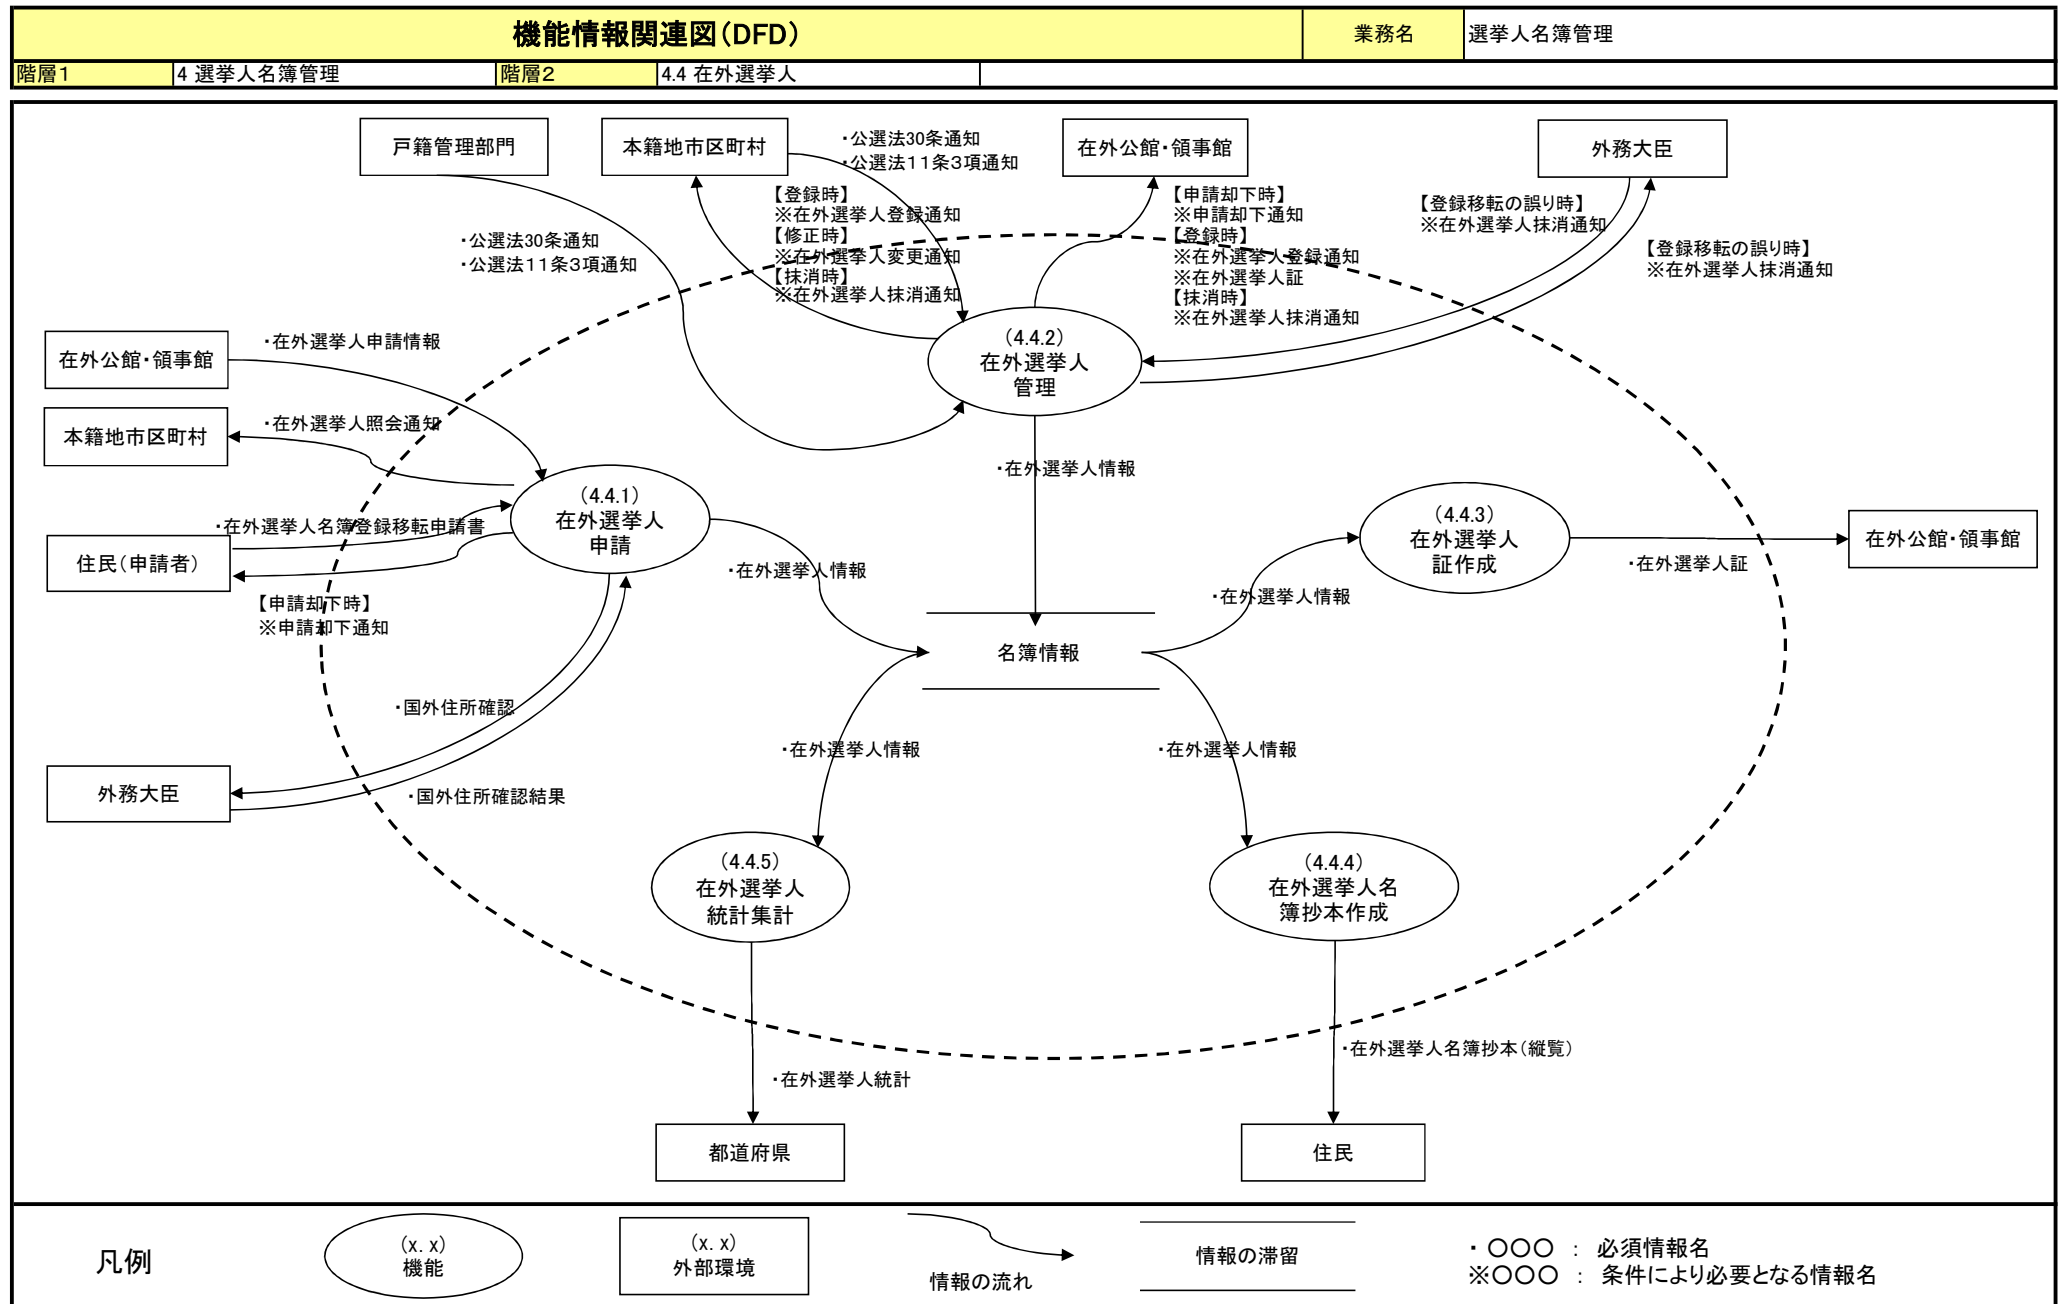 機能情報関連図（DFD）
業務名
選挙人名簿管理
階層１
4 選挙人名簿管理
階層２
4.4 在外選挙人
戸籍管理部門
本籍地市区町村
・公選法30条通知
・公選法１１条３項通知
在外公館・領事館
外務大臣
【登録時】
※在外選挙人登録通知
【修正時】
※在外選挙人変更通知
【抹消時】
※在外選挙人抹消通知
【申請却下時】
※申請却下通知
【登録時】
※在外選挙人登録通知
※在外選挙人証
【抹消時】
※在外選挙人抹消通知
【登録移転の誤り時】
※在外選挙人抹消通知
【登録移転の誤り時】
※在外選挙人抹消通知
・公選法30条通知
・公選法１１条３項通知
在外公館・領事館
・在外選挙人申請情報
（4.4.2）
在外選挙人
管理
本籍地市区町村
・在外選挙人照会通知
・在外選挙人情報
（4.4.1）
在外選挙人
申請
・在外選挙人名簿登録移転申請書
住民（申請者）
【申請却下時】
※申請却下通知
・在外選挙人情報
（4.4.3）
在外選挙人
証作成
在外公館・領事館
・在外選挙人証
・在外選挙人情報
名簿情報
・国外住所確認
外務大臣
・国外住所確認結果
・在外選挙人情報
・在外選挙人情報
（4.4.5）
在外選挙人
統計集計
（4.4.4）
在外選挙人名
簿抄本作成
・在外選挙人統計
・在外選挙人名簿抄本（縦覧）
都道府県
住民
凡例
（x. x）
機能
（x. x）
外部環境
情報の流れ
情報の滞留
・ 〇〇〇 ： 必須情報名
※〇〇〇 ： 条件により必要となる情報名